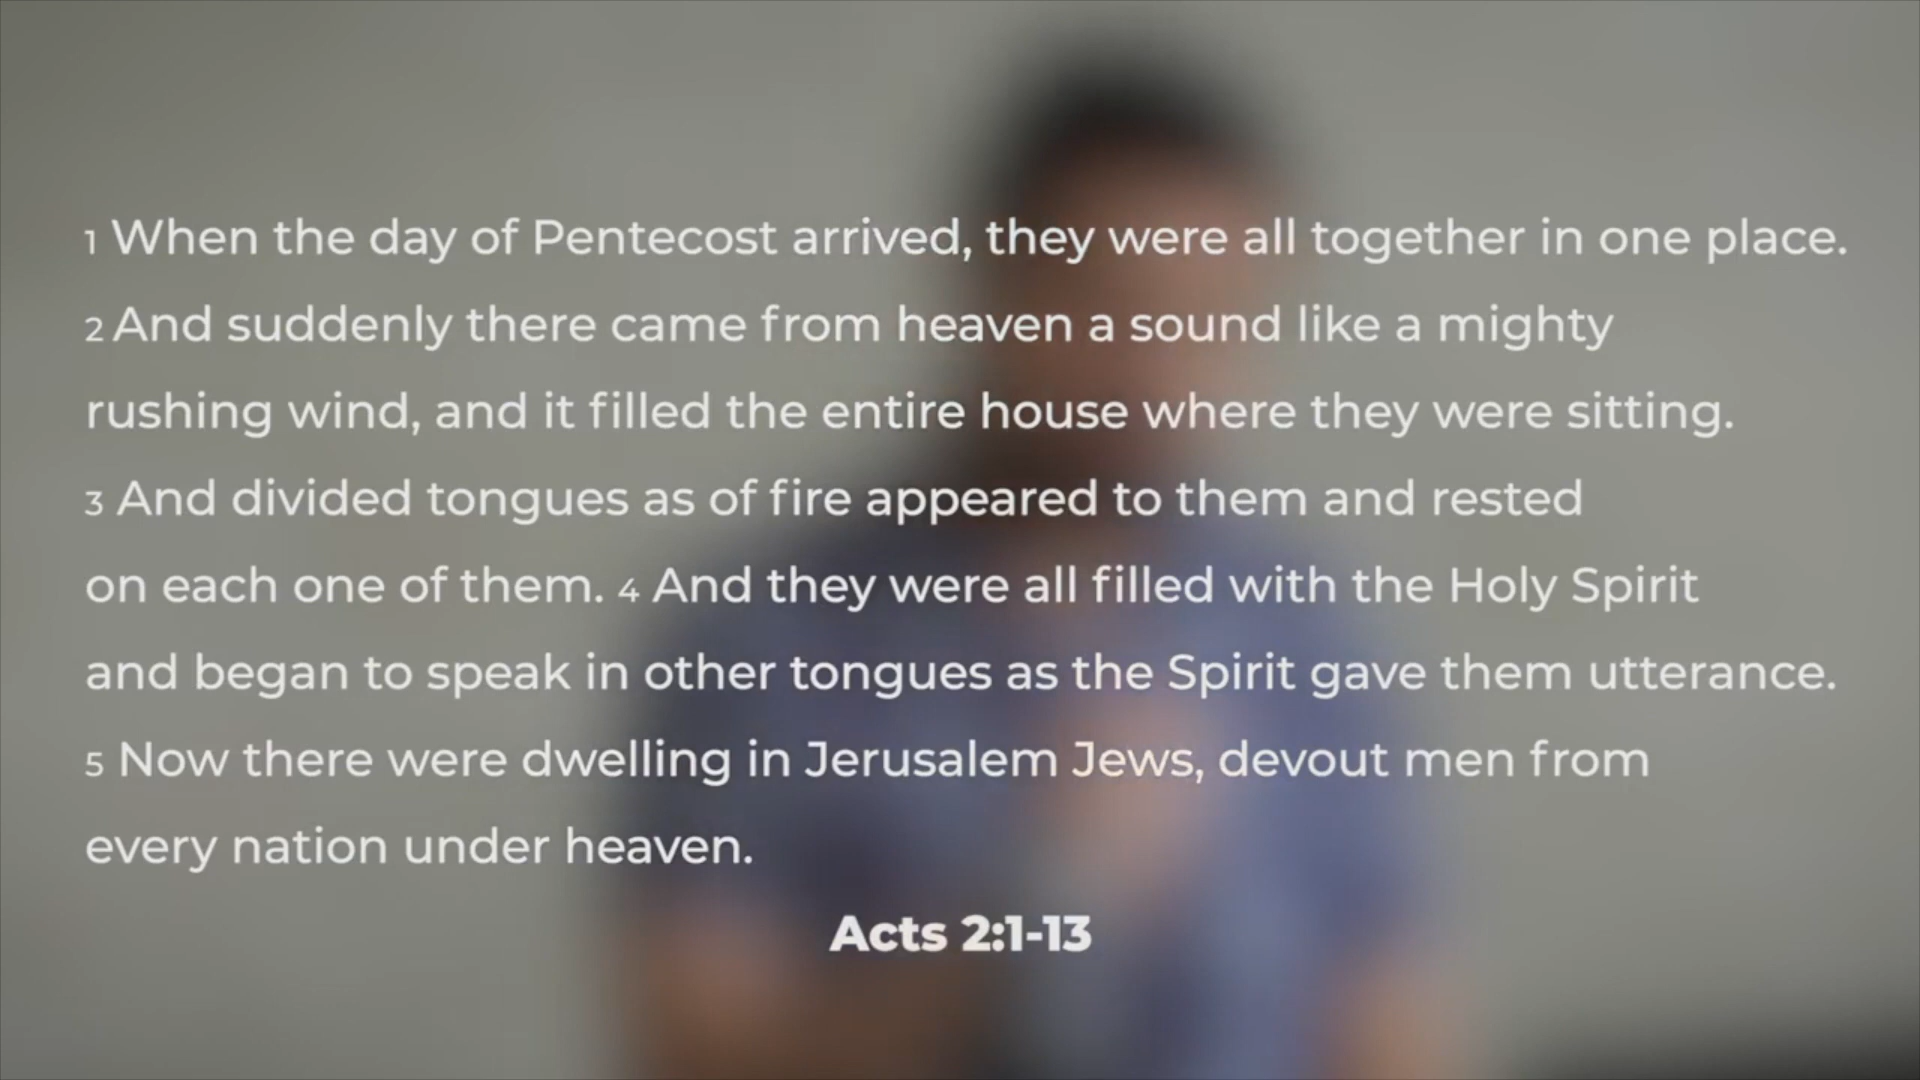 1 When the day of Pentecost arrived, they were all together in one place.
2 And suddenly there came from heaven a sound like a mighty
rushing wind, and it filled the entire house where they were sitting.
3 And divided tongues as of fire appeared to them and rested
on each one of them. 4 And they were all filled with the Holy Spirit
and began to speak in other tongues as the Spirit gave them utterance.
5 Now there were dwelling in Jerusalem Jews, devout men from
every nation under heaven.
Acts 2:1-13